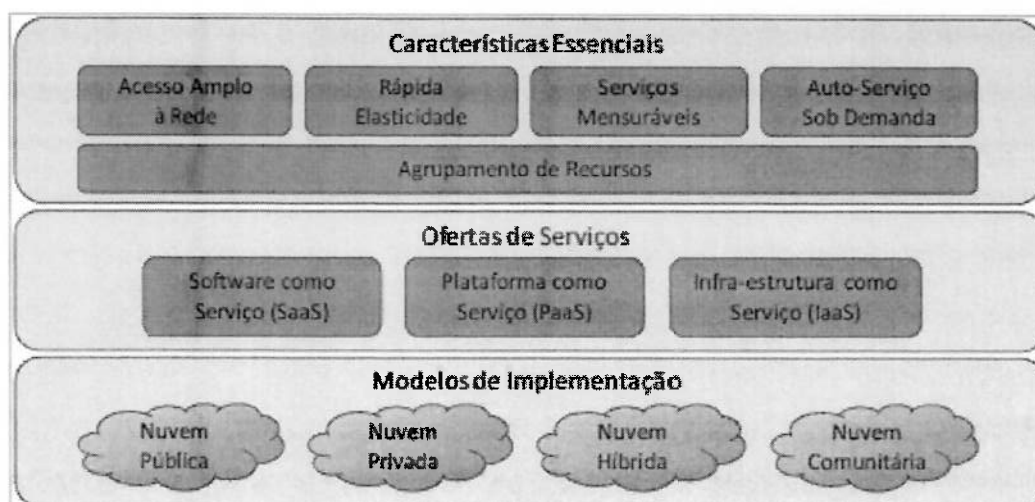 Características Essenciais
Acesso Amplo
à Rede
Rápida
Elasticidade
Serviços
Mensuráveis
Auto-Serviço
Sob Demanda
Agrupamento de Recursos
Ofertas de Serviços
Software como
Serviço (SaaS)
Plataforma como
Serviço (PaaS)
Infra-estrutura como
Serviço (IaaS)
Modelos de Implementação
Nuvem
Pública
Nuvem
Privada
Nuvem
Híbrida
Nuvem
Comunitária